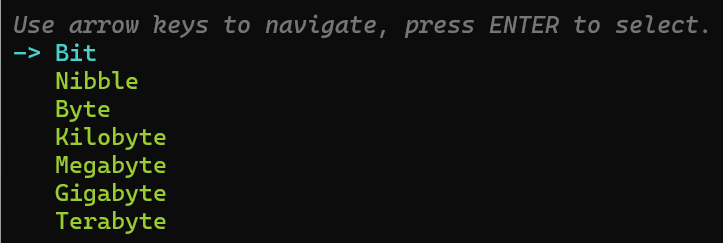 Use arrow keys to navigate, press ENTER to select.
-> Bit
Nibble
Byte
Kilobyte
Megabyte
Gigabyte
Terabyte